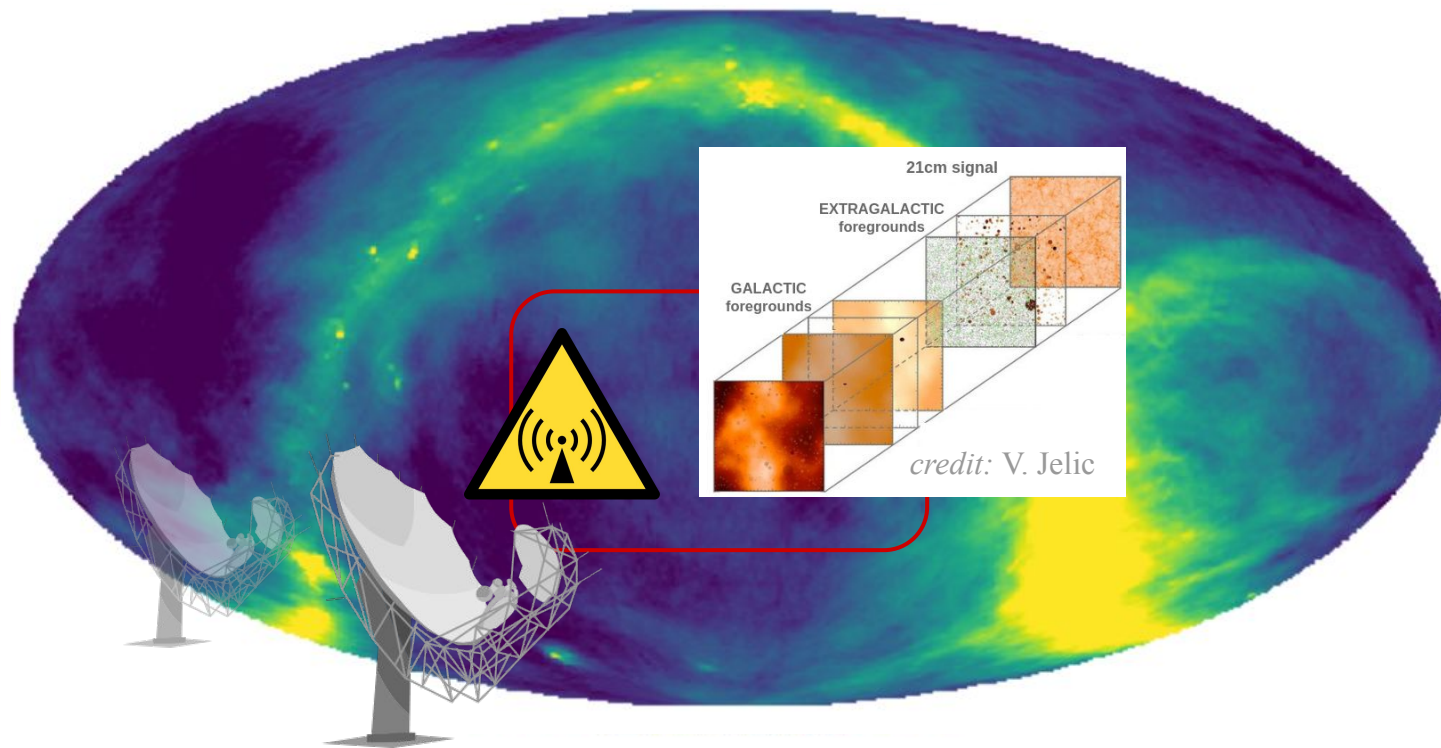 21cm signal
EXTRAGALACTIC
foregrounds
GALACTIC
foregrounds
credit: V. Jelic